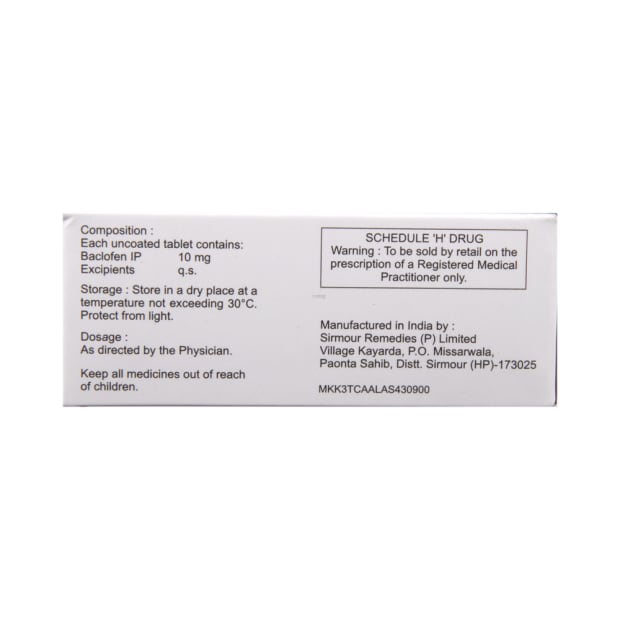 Composition :
Each uncoated tablet contains:
Baclofen IP 10 mg
Excipients q.s.
Storage : Store in a dry place at a
temperature not exceeding 30°C.
Protect from light.
Dosage :
As directed by the Physician.
Keep all medicines out of reach
of children.
SCHEDULE 'H' DRUG
Warning : To be sold by retail on the
prescription of a Registered Medical
Practitioner only.
Manufactured in India by :
Sirmour Remedies (P) Limited
Village Kayarda, P.O. Missarwala,
Paonta Sahib, Distt. Sirmour (HP)-173025
MKK3TCAALAS430900